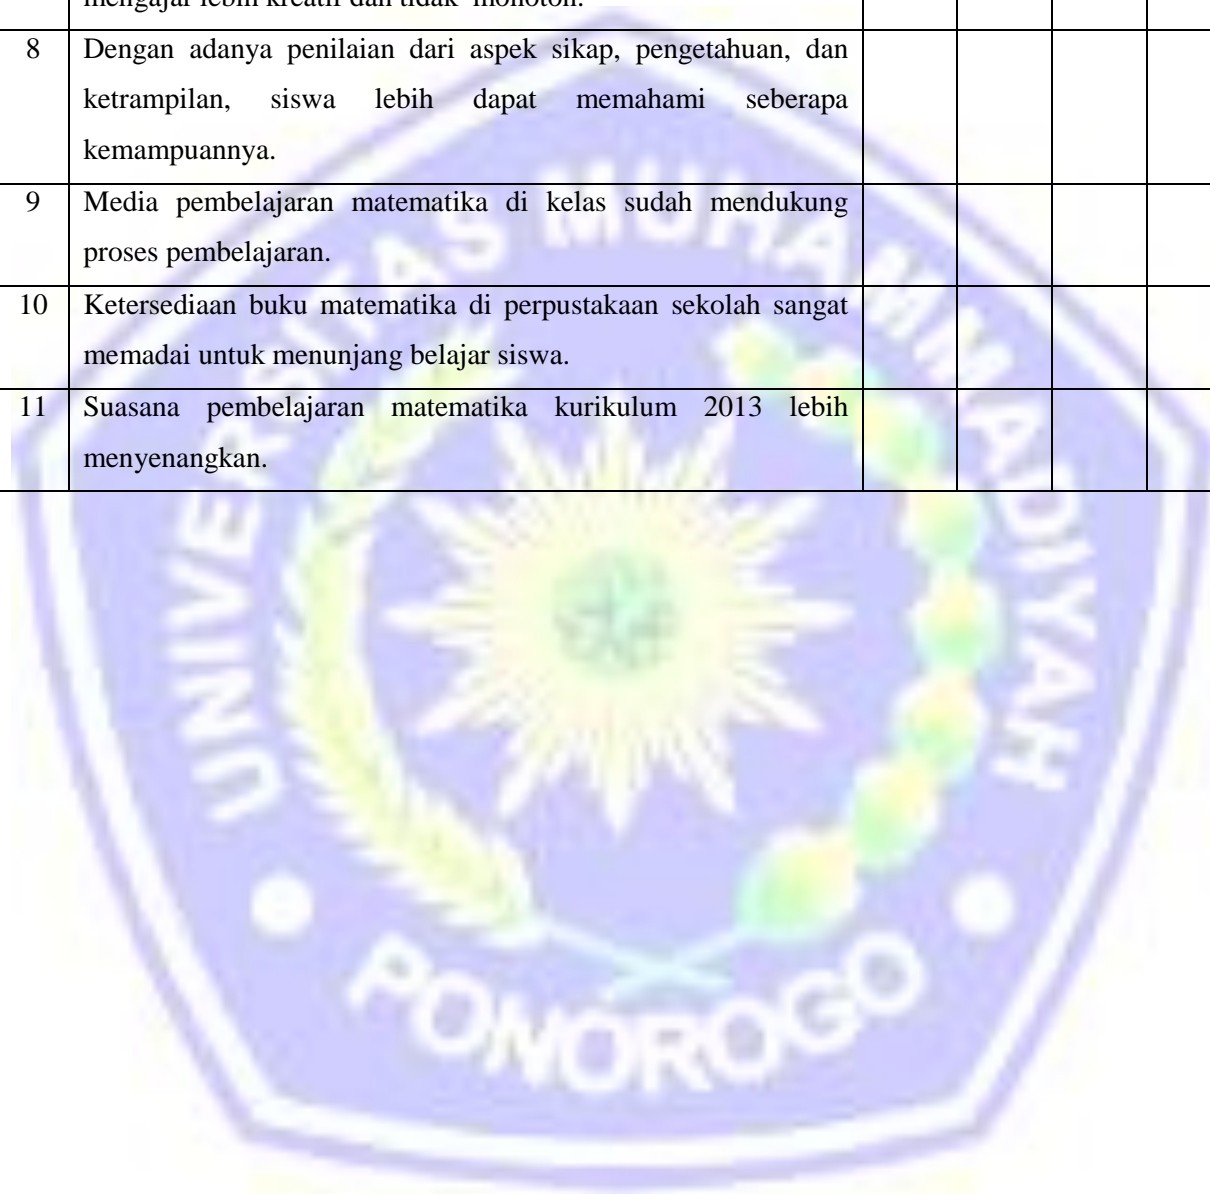 mengajar lebih kreatif dan tidak monoton.
8 Dengan adanya penilaian dari aspek sikap, pengetahuan, dan
ketrampilan, siswa lebih dapat memahami seberapa
kemampuannya.
9 Media pembelajaran matematika di kelas sudah mendukung
proses pembelajaran.
10 Ketersediaan buku matematika di perpustakaan sekolah sangat
memadai untuk menunjang belajar siswa.
11 Suasana pembelajaran matematika kurikulum 2013 lebih
menyenangkan.
UNIVERSITAS MUHAMMADIYAH
PONOROGO